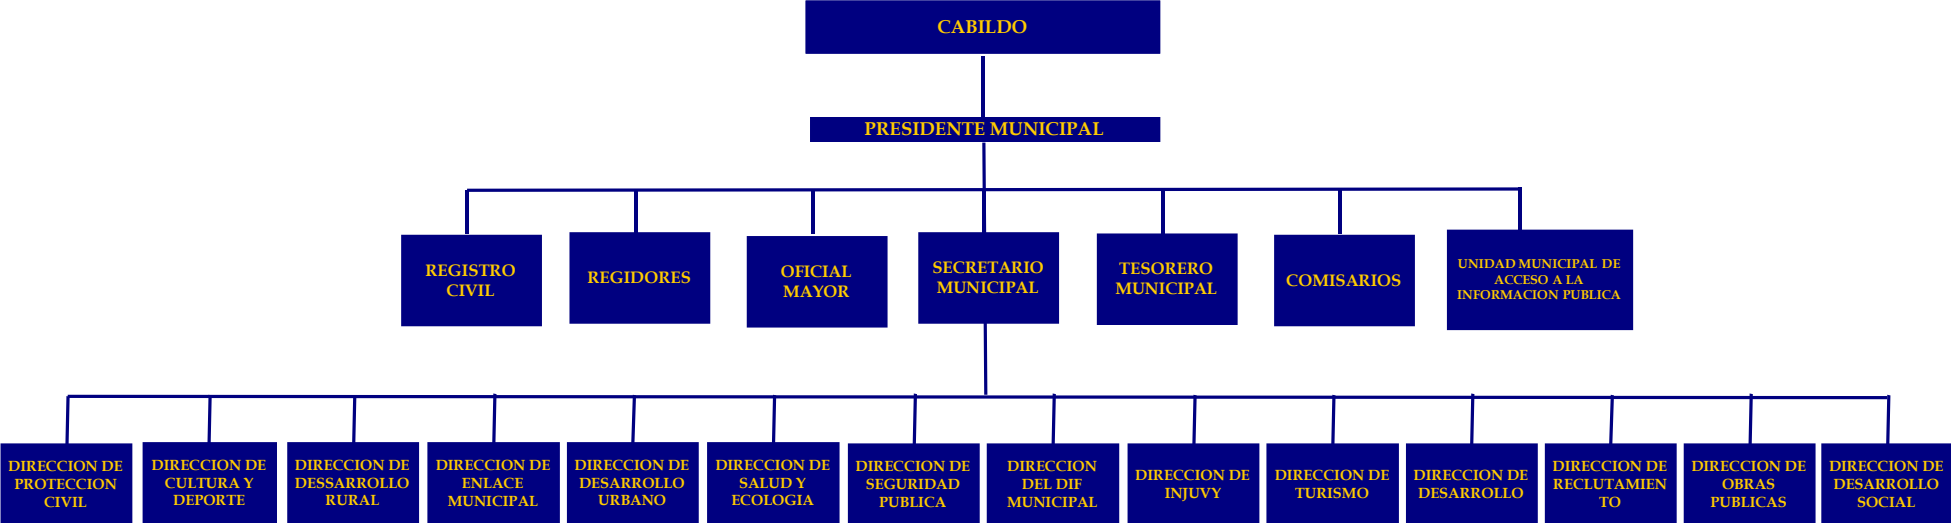 CABILDO
PRESIDENTE MUNICIPAL
REGISTRO
CIVIL
REGIDORES
OFICIAL
MAYOR
SECRETARIO
MUNICIPAL
TESORERO
MUNICIPAL
COMISARIOS
UNIDAD MUNICIPAL DE
ACCESO A LA
INFORMACION PUBLICA
DIRECCION DE
PROTECCION
CIVIL
DIRECCION DE
CULTURA Y
DEPORTE
DIRECCION DE
DESSARROLLO
RURAL
DIRECCION DE
ENLACE
MUNICIPAL
DIRECCION DE
DESARROLLO
URBANO
DIRECCION DE
SALUD Y
ECOLOGIA
DIRECCION DE
SEGURIDAD
PUBLICA
DIRECCION
DEL DIF
MUNICIPAL
DIRECCION DE
INJUVY
DIRECCION DE
TURISMO
DIRECCION DE
DESARROLLO
DIRECCION DE
RECLUTAMIEN
TO
DIRECCION DE
OBRAS
PUBLICAS
DIRECCION DE
DESARROLLO
SOCIAL